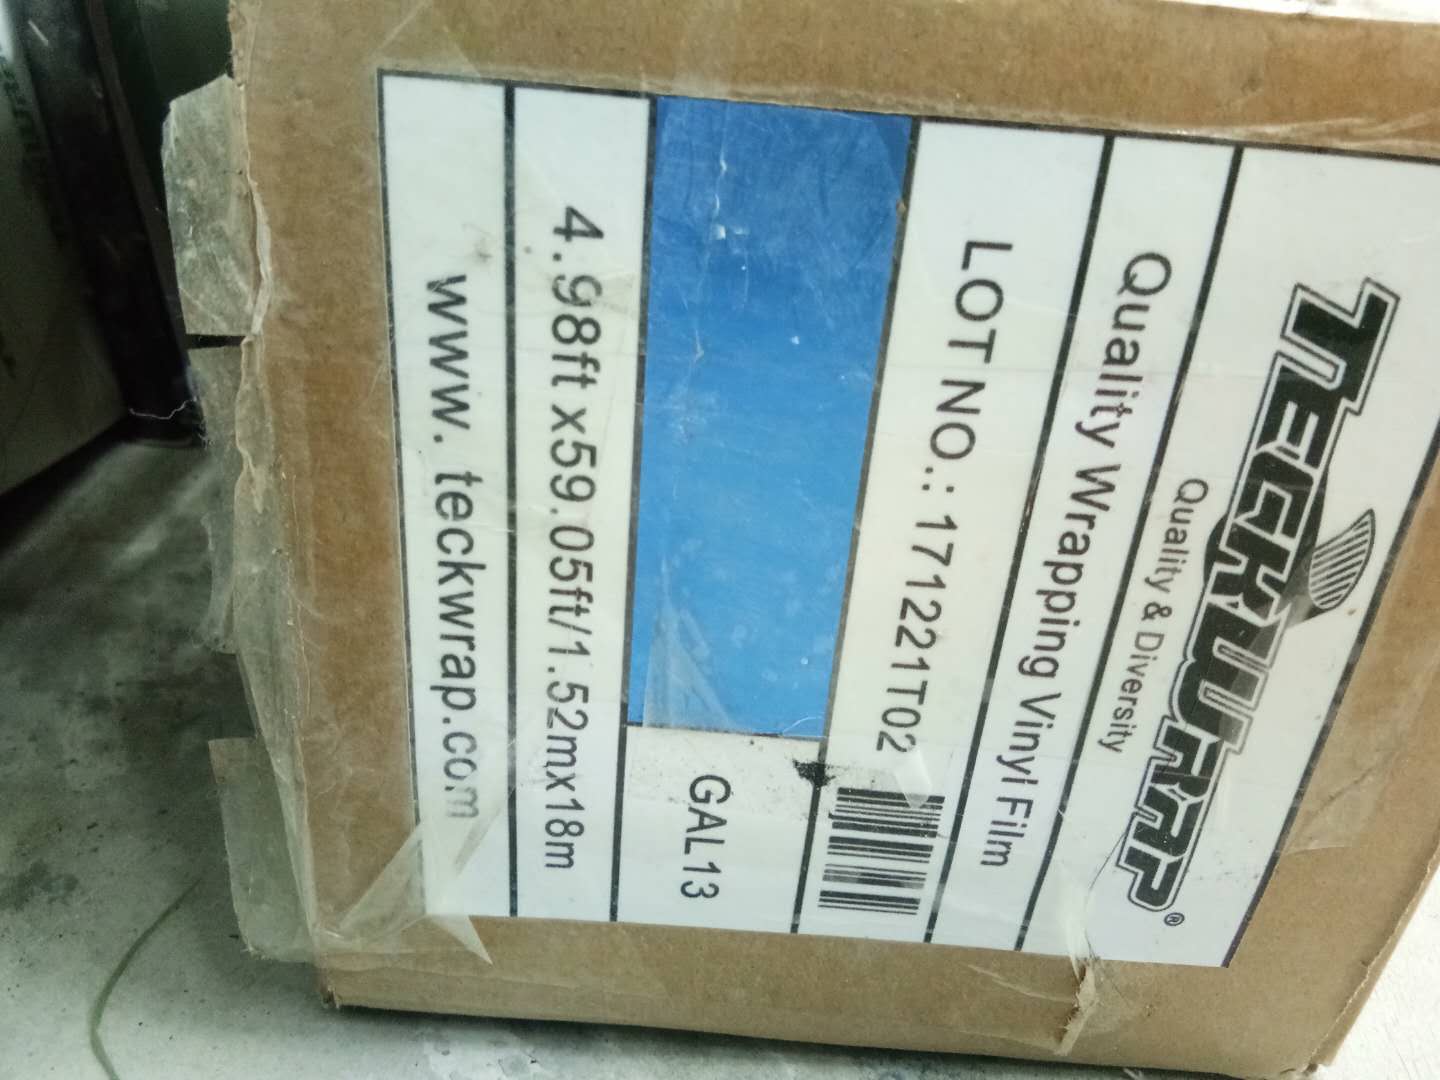 TECKWRAP®
Quality & Diversity
Quality Wrapping Vinyl Film
LOT NO.: 171221T02
GAL13
4.98ft x59.05ft/1.52mx18m
www. teckwrap.com